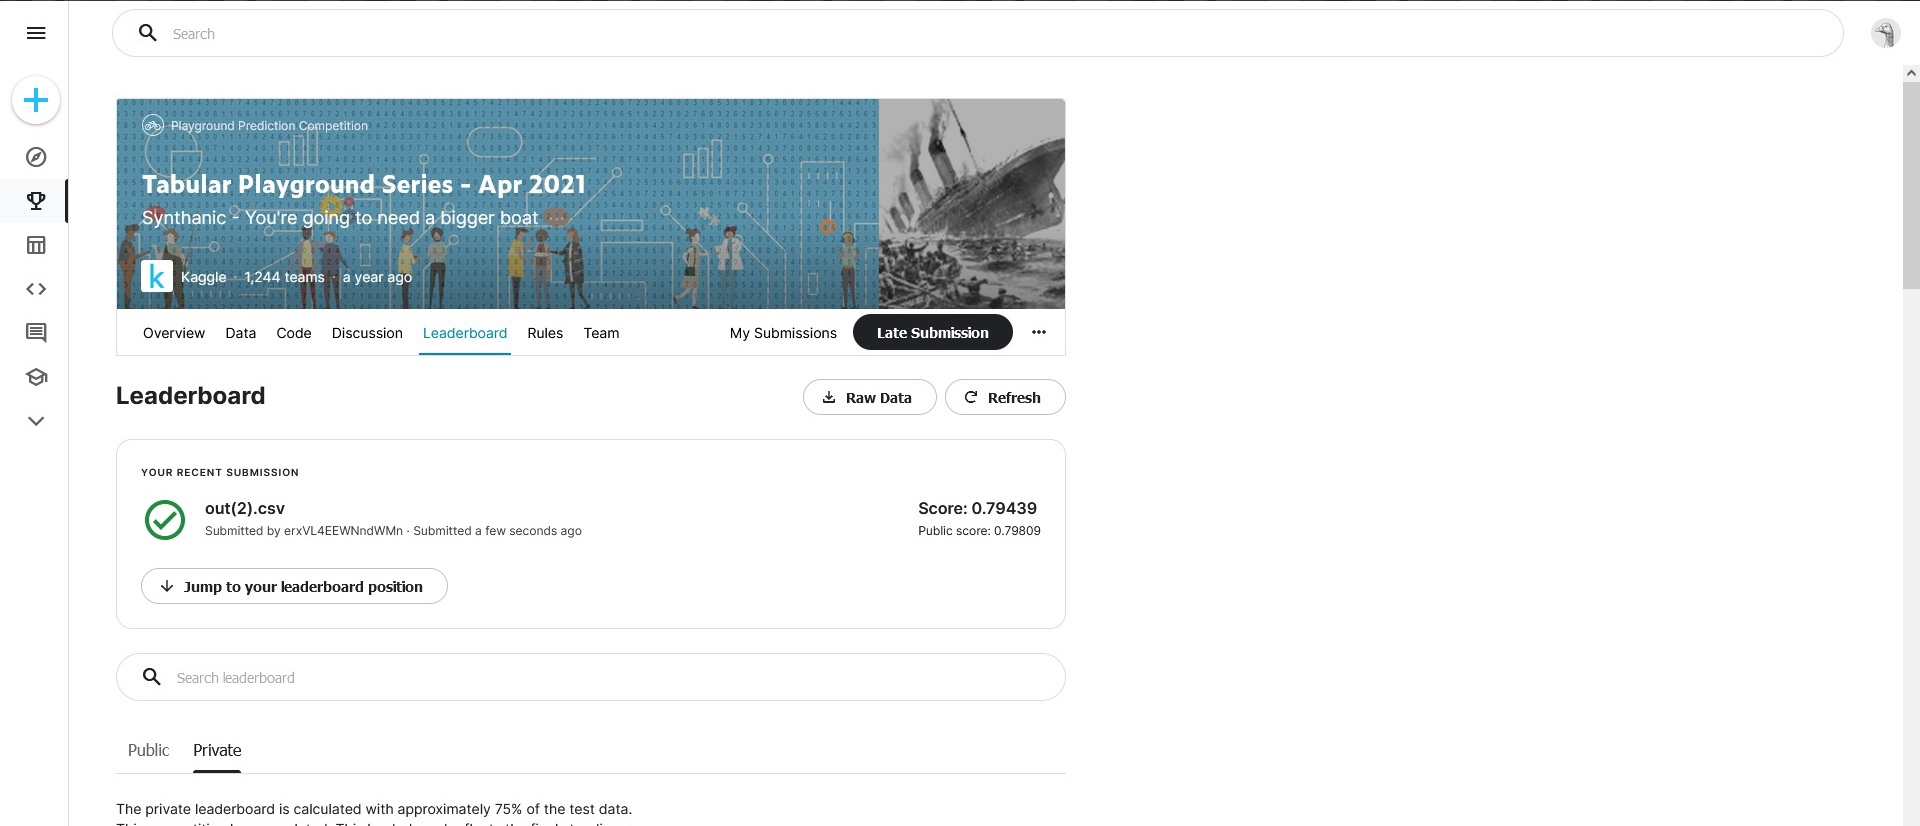 Search
Playground Prediction Competition
Tabular Playground Series - Apr 2021
Synthanic - You're going to need a bigger boat
k
Kaggle · 1,244 teams · a year ago
Overview Data Code Discussion Leaderboard Rules Team My Submissions Late Submission
Leaderboard
Raw Data Refresh
YOUR RECENT SUBMISSION
out(2).csv Score: 0.79439
Submitted by erxVL4EEWNndWMn · Submitted a few seconds ago Public score: 0.79809
Jump to your leaderboard position
Search leaderboard
Public Private
The private leaderboard is calculated with approximately 75% of the test data.